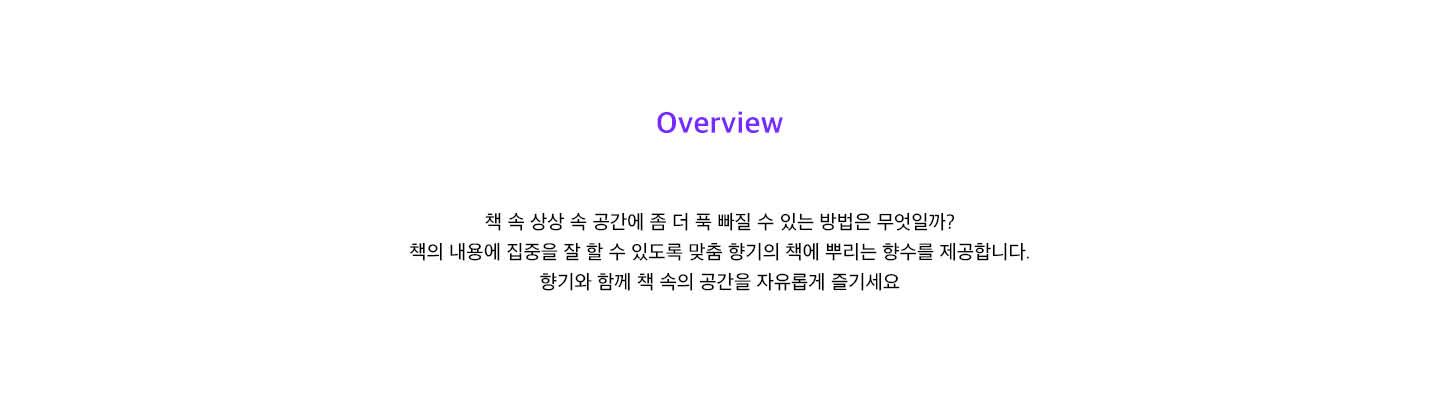 Overview
책 속 상상 속 공간에 좀 더 푹 빠질 수 있는 방법은 무엇일까?
책의 내용에 집중을 잘 할 수 있도록 맞춤 향기의 책에 뿌리는 향수를 제공합니다.
향기와 함께 책 속의 공간을 자유롭게 즐기세요